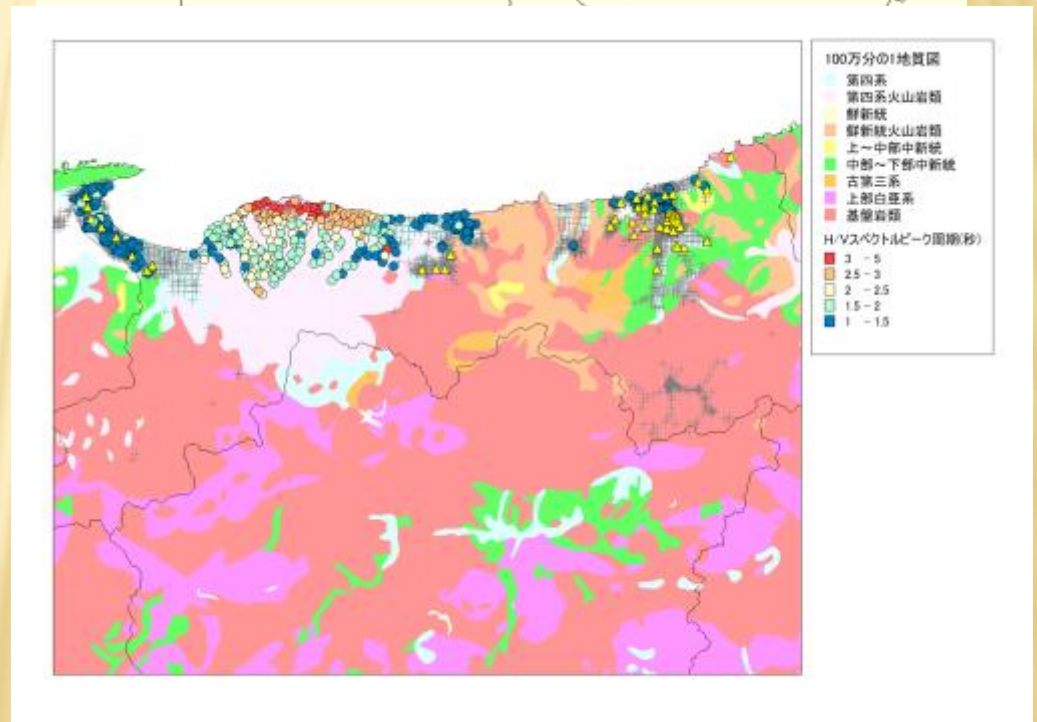 100万分の1地質図
第四系
第四系火山岩類
鮮新統
鮮新統火山岩類
上～中部中新統
中部～下部中新統
古第三系
上部白亜系
基盤岩類
H/Vスペクトルピーク周期(秒)
3 - 5
2.5 - 3
2 - 2.5
1.5 - 2
1 - 1.5